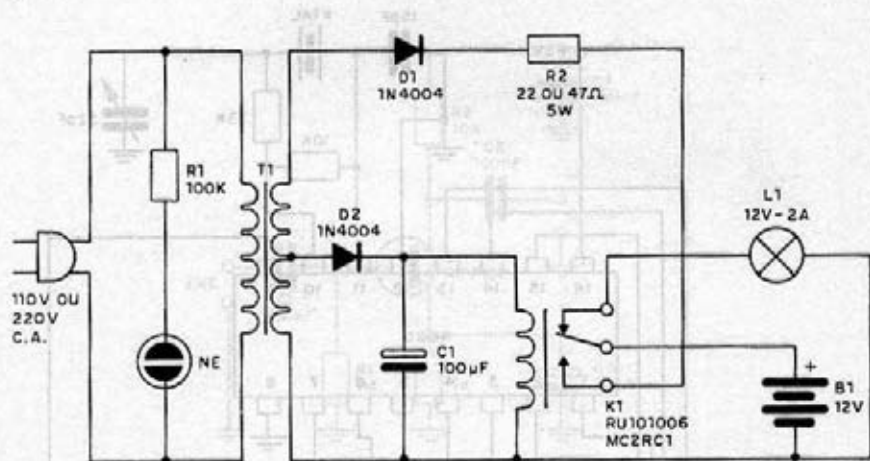 D1
1N4004
R2
22 OU 47Ω
5W
R1
100K
T1
D2
1N4004
L1
12V-2A
110V OU
220V
C.A.
NE
C1
100µF
+
B1
12V
K1
RU101006
MC2RC1